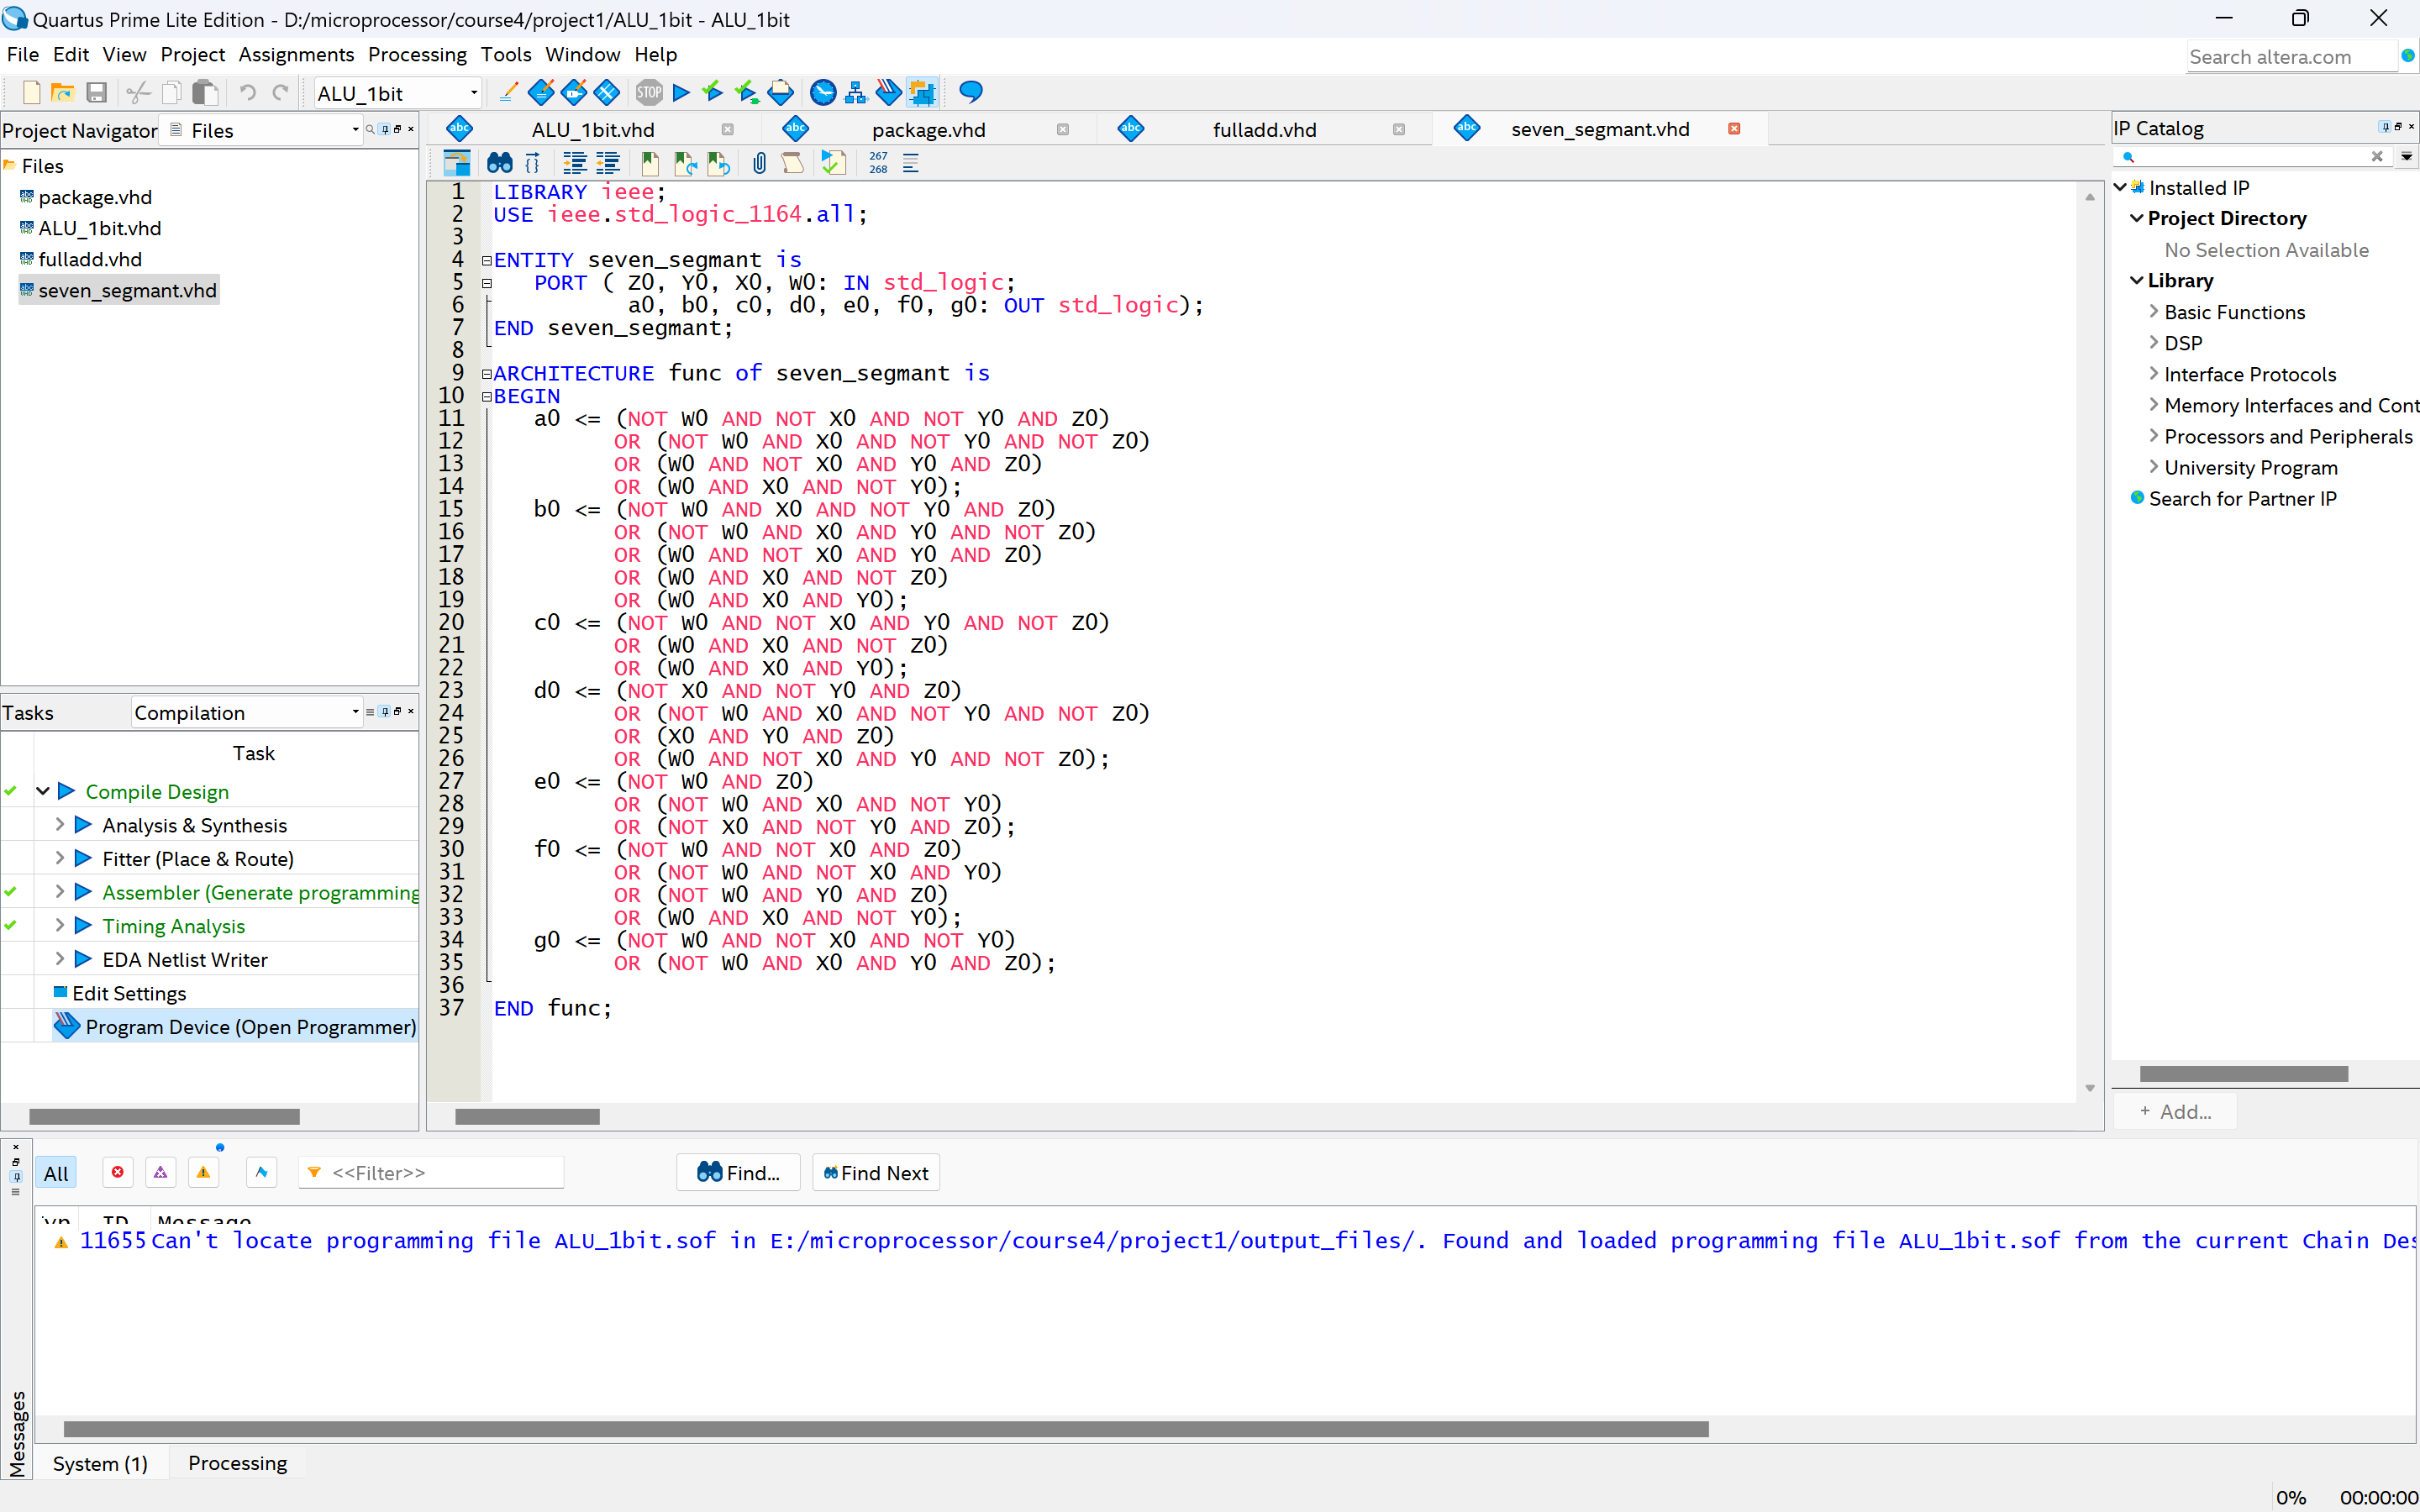 Quartus Prime Lite Edition - D:/microprocessor/course4/project1/ALU_1bit - ALU_1bit
File Edit View Project Assignments Processing Tools Window Help
Search altera.com
ALU_1bit
STOP
Project Navigator Files
Files
package.vhd
ALU_1bit.vhd
fulladd.vhd
seven_segmant.vhd
Tasks Compilation
Task
Compile Design
Analysis & Synthesis
Fitter (Place & Route)
Assembler (Generate programming
Timing Analysis
EDA Netlist Writer
Edit Settings
Program Device (Open Programmer)
ALU_1bit.vhd package.vhd fulladd.vhd seven_segmant.vhd
267
268
1 LIBRARY ieee;
2 USE ieee.std_logic_1164.all;
3
4 ENTITY seven_segmant is
5 PORT ( Z0, Y0, X0, W0: IN std_logic;
6 a0, b0, c0, d0, e0, f0, g0: OUT std_logic);
7 END seven_segmant;
8
9 ARCHITECTURE func of seven_segmant is
10 BEGIN
11 a0 <= (NOT W0 AND NOT X0 AND NOT Y0 AND Z0)
12 OR (NOT W0 AND X0 AND NOT Y0 AND NOT Z0)
13 OR (W0 AND NOT X0 AND Y0 AND Z0)
14 OR (W0 AND X0 AND NOT Y0);
15 b0 <= (NOT W0 AND X0 AND NOT Y0 AND Z0)
16 OR (NOT W0 AND X0 AND Y0 AND NOT Z0)
17 OR (W0 AND NOT X0 AND Y0 AND Z0)
18 OR (W0 AND X0 AND NOT Z0)
19 OR (W0 AND X0 AND Y0);
20 c0 <= (NOT W0 AND NOT X0 AND Y0 AND NOT Z0)
21 OR (W0 AND X0 AND NOT Z0)
22 OR (W0 AND X0 AND Y0);
23 d0 <= (NOT X0 AND NOT Y0 AND Z0)
24 OR (NOT W0 AND X0 AND NOT Y0 AND NOT Z0)
25 OR (X0 AND Y0 AND Z0)
26 OR (W0 AND NOT X0 AND Y0 AND NOT Z0);
27 e0 <= (NOT W0 AND Z0)
28 OR (NOT W0 AND X0 AND NOT Y0)
29 OR (NOT X0 AND NOT Y0 AND Z0);
30 f0 <= (NOT W0 AND NOT X0 AND Z0)
31 OR (NOT W0 AND NOT X0 AND Y0)
32 OR (NOT W0 AND Y0 AND Z0)
33 OR (W0 AND X0 AND NOT Y0);
34 g0 <= (NOT W0 AND NOT X0 AND NOT Y0)
35 OR (NOT W0 AND X0 AND Y0 AND Z0);
36
37 END func;
IP Catalog
Installed IP
Project Directory
No Selection Available
Library
Basic Functions
DSP
Interface Protocols
Memory Interfaces and Cont
Processors and Peripherals
University Program
Search for Partner IP
+ Add...
All <<Filter>> Find... Find Next
ID Message
11655 Can't locate programming file ALU_1bit.sof in E:/microprocessor/course4/project1/output_files/. Found and loaded programming file ALU_1bit.sof from the current Chain Des
Messages
System (1) Processing
0% 00:00:00